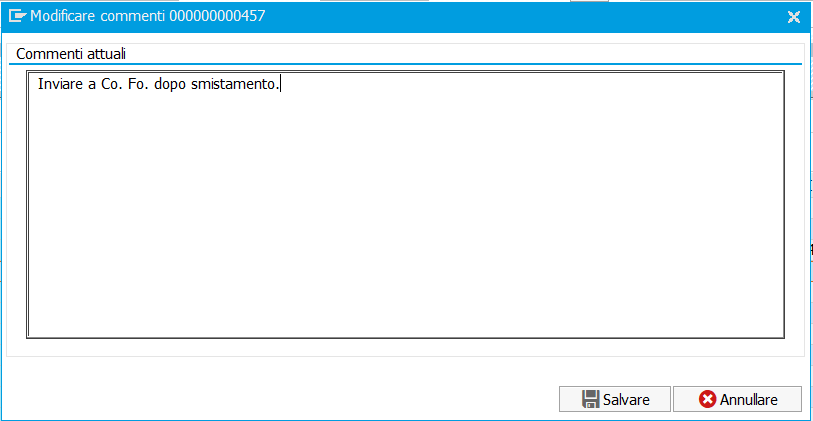 Modificare commenti 000000000457
Commenti attuali
Inviare a Co. Fo. dopo smistamento.
Salvare
Annullare